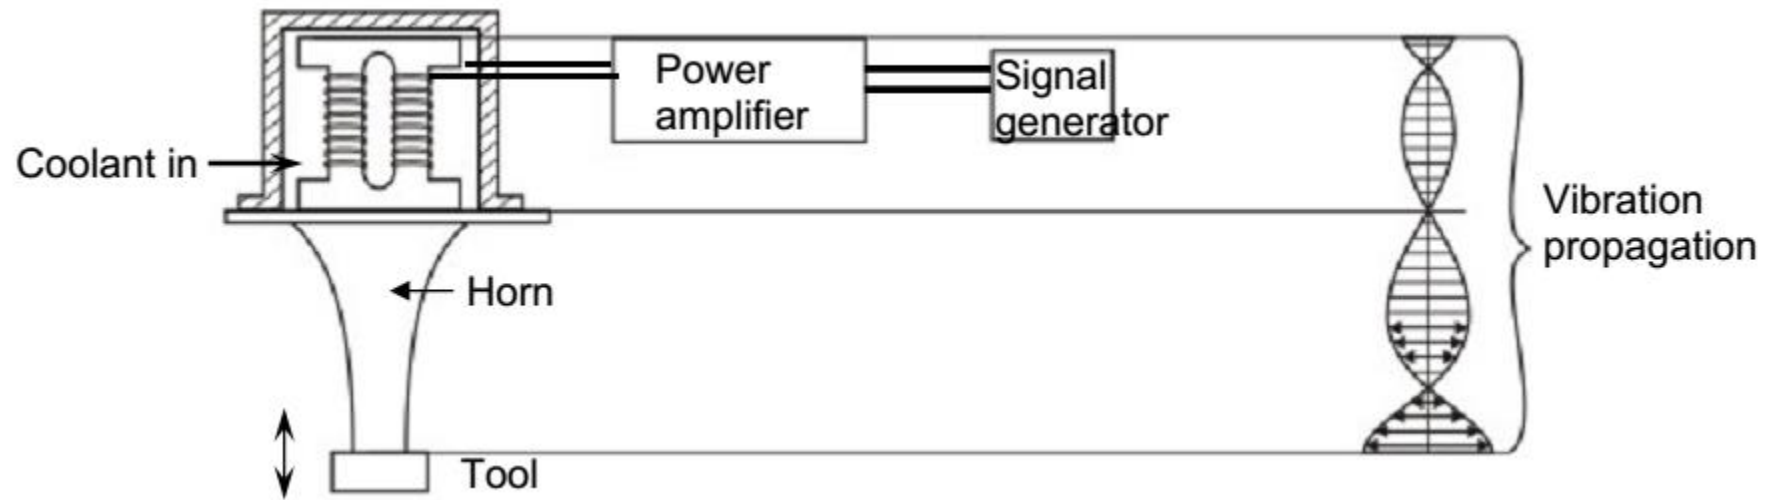 Power
amplifier
Signal
generator
Coolant in
Vibration
propagation
Horn
Tool